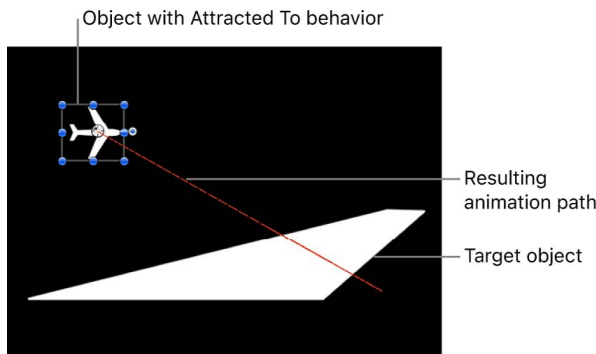 Object with Attracted To behavior
Resulting
animation path
Target object